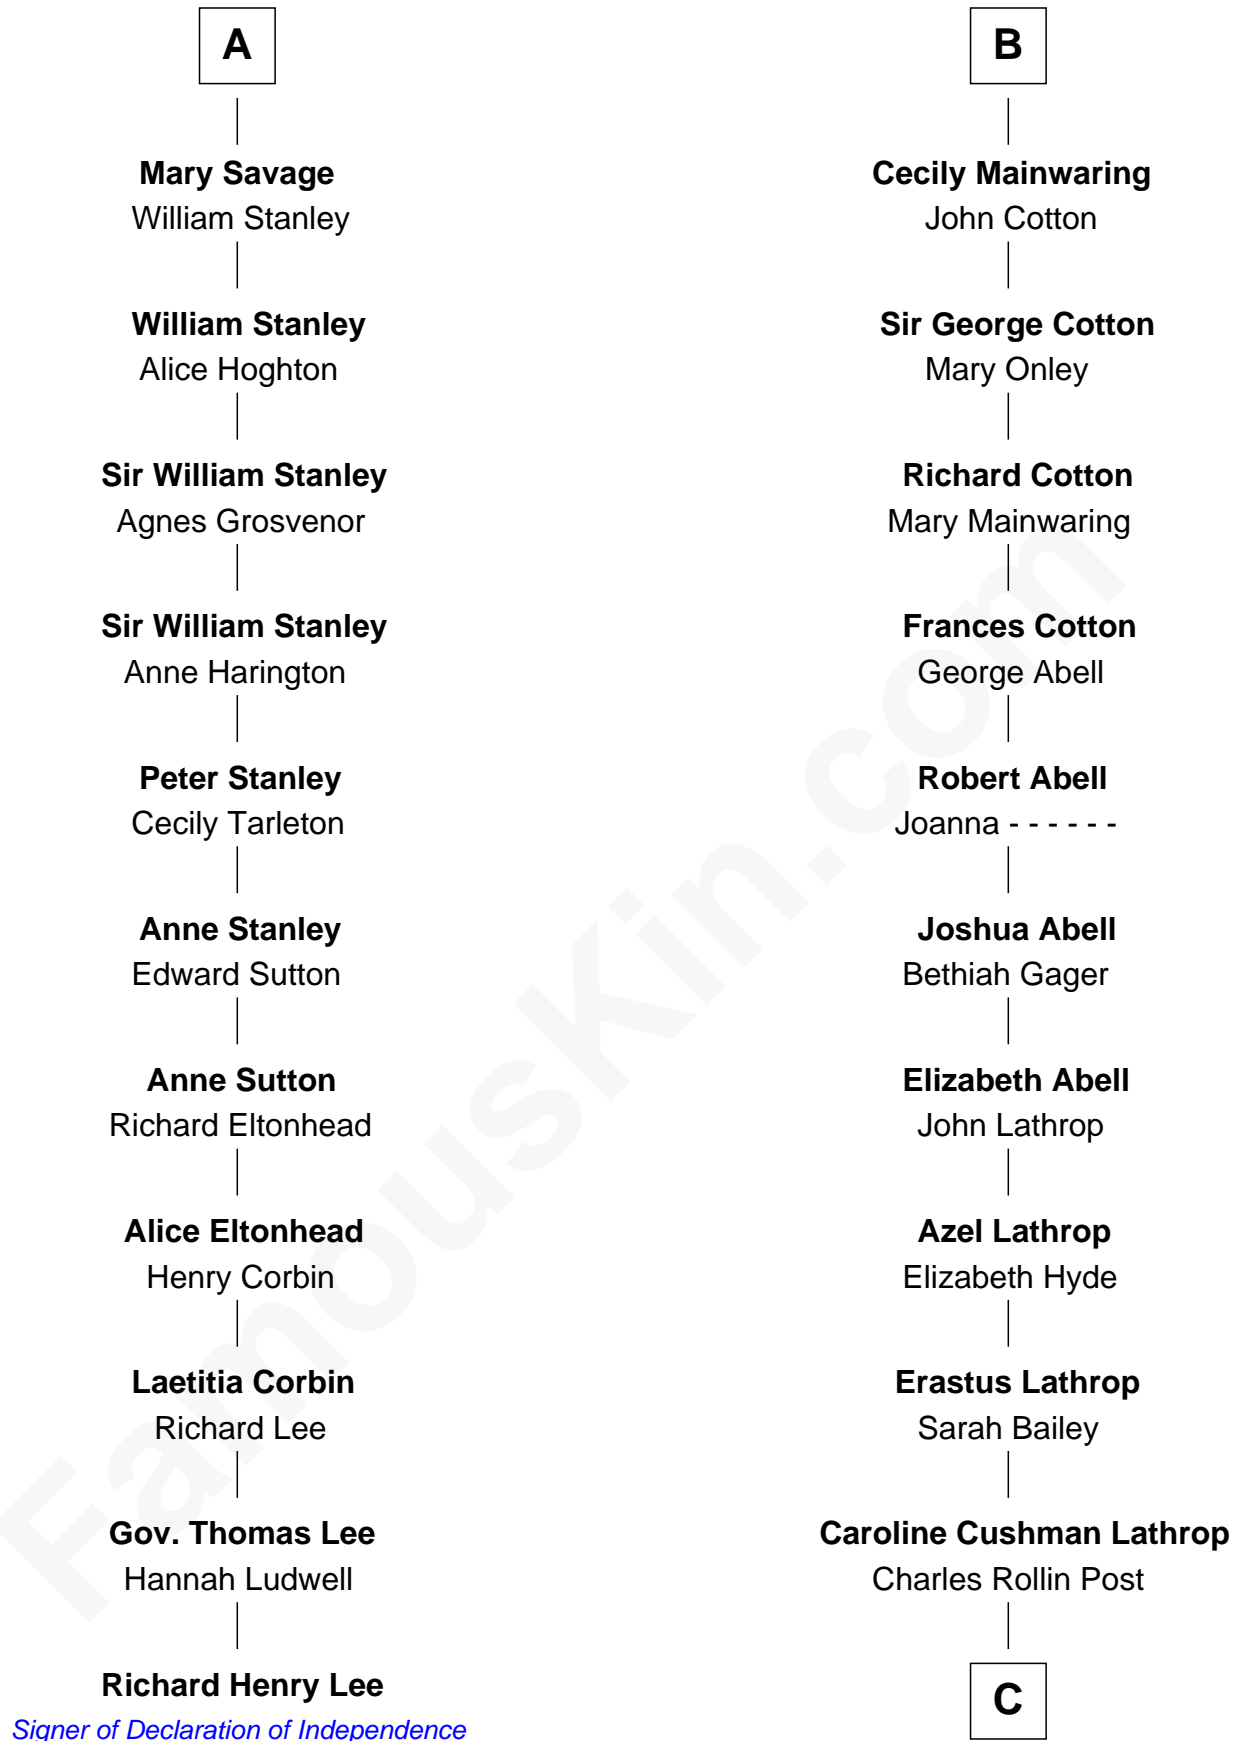 A
Mary Savage
William Stanley
William Stanley
Alice Hoghton
Sir William Stanley
Agnes Grosvenor
Sir William Stanley
Anne Harington
Peter Stanley
Cecily Tarleton
Anne Stanley
Edward Sutton
Anne Sutton
Richard Eltonhead
Alice Eltonhead
Henry Corbin
Laetitia Corbin
Richard Lee
Gov. Thomas Lee
Hannah Ludwell
Richard Henry Lee
Signer of Declaration of Independence
B
Cecily Mainwaring
John Cotton
Sir George Cotton
Mary Onley
Richard Cotton
Mary Mainwaring
Frances Cotton
George Abell
Robert Abell
Joanna - - - - - -
Joshua Abell
Bethiah Gager
Elizabeth Abell
John Lathrop
Azel Lathrop
Elizabeth Hyde
Erastus Lathrop
Sarah Bailey
Caroline Cushman Lathrop
Charles Rollin Post
C
FamousKin.com